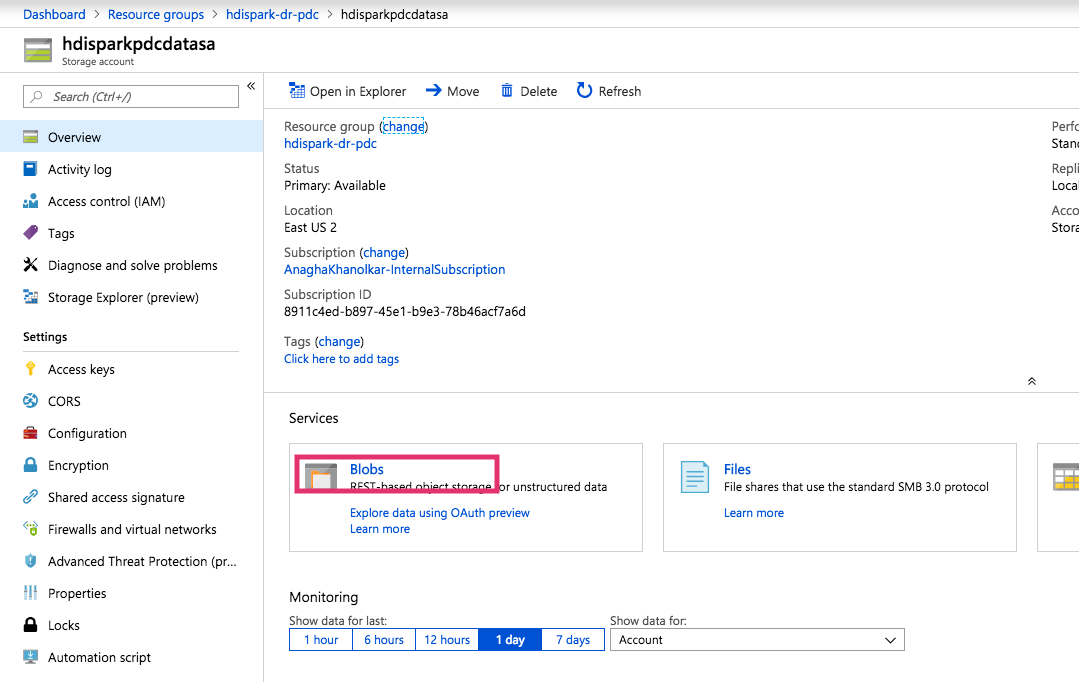 Dashboard > Resource groups > hdispark-dr-pdc > hdisparkpdcdatasa
hdisparkpdcdatasa
Storage account
Search (Ctrl+/)
«
Overview
Activity log
Access control (IAM)
Tags
Diagnose and solve problems
Storage Explorer (preview)
Settings
Access keys
CORS
Configuration
Encryption
Shared access signature
Firewalls and virtual networks
Advanced Threat Protection (pr...
Properties
Locks
Automation script
Open in Explorer Move Delete Refresh
Resource group (change)
hdispark-dr-pdc
Status
Primary: Available
Location
East US 2
Subscription (change)
AnaghaKhanolkar-InternalSubscription
Subscription ID
8911c4ed-b897-45e1-b9e3-78b46acf7a6d
Tags (change)
Click here to add tags
Perfo
Stand
Repli
Local
Acco
Stora
Services
Blobs
REST-based object storage for unstructured data
Explore data using OAuth preview
Learn more
Files
File shares that use the standard SMB 3.0 protocol
Learn more
Monitoring
Show data for last:
1 hour 6 hours 12 hours 1 day 7 days
Show data for:
Account